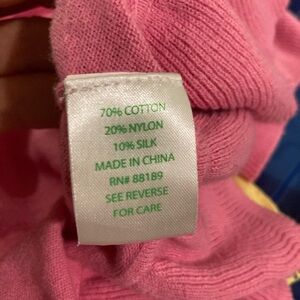 70% COTTON
20% NYLON
10% SILK
MADE IN CHINA
RN# 88189
SEE REVERSE
FOR CARE